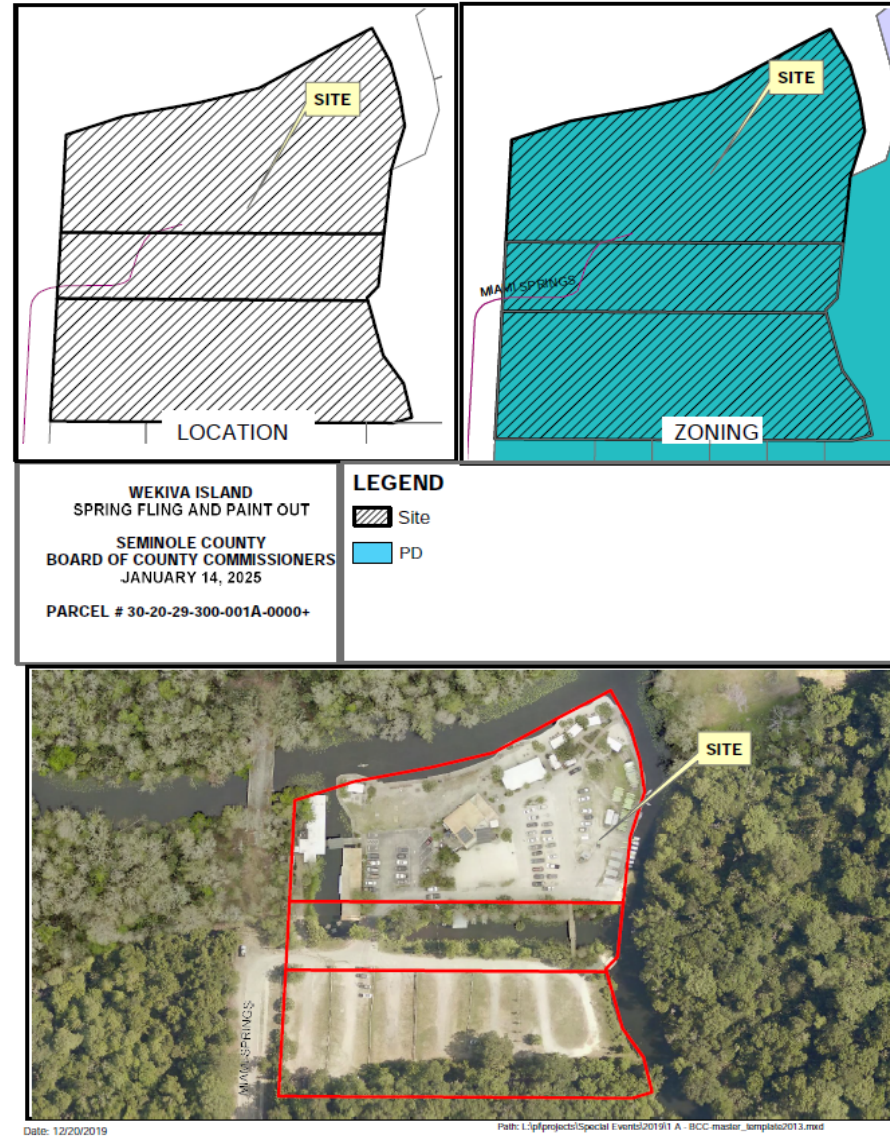 SITE
LOCATION
SITE
MIAMI SPRINGS
ZONING
WEKIVA ISLAND
SPRING FLING AND PAINT OUT
SEMINOLE COUNTY
BOARD OF COUNTY COMMISSIONERS
JANUARY 14, 2025
PARCEL # 30-20-29-300-001A-0000+
LEGEND
Site
PD
SITE
MIAMI SPRINGS
Date: 12/20/2019
Path: L:\pl\projects\Special Events\2019\1 A - BCC-master_template2013.mxd